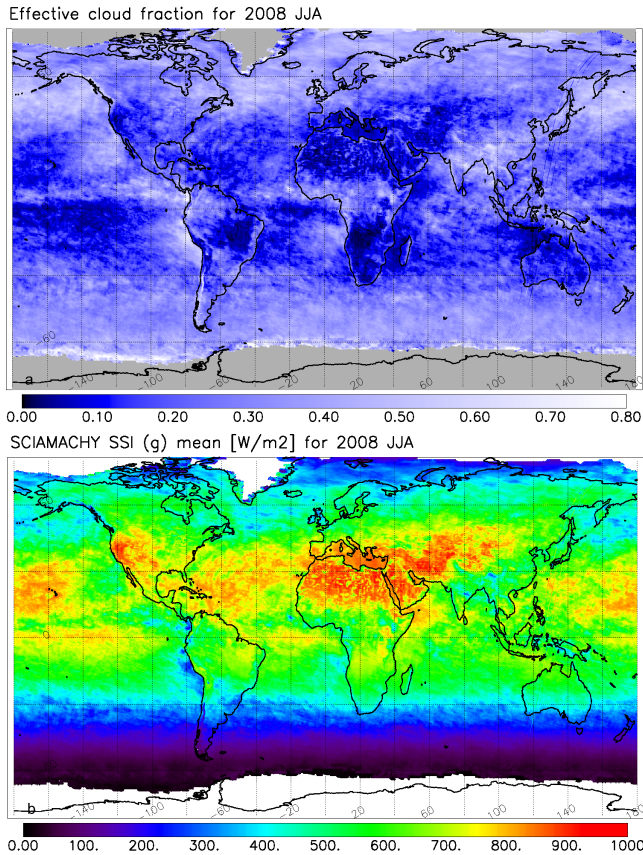 Effective cloud fraction for 2008 JJA
-60
a
-140 -100 -60 -20 20 60 100 140 180
0.00 0.10 0.20 0.30 0.40 0.50 0.60 0.70 0.80
SCIAMACHY SSI (g) mean [W/m2] for 2008 JJA
0
b
-140 -100 -60 -20 20 60 100 140 180
0.00 100. 200. 300. 400. 500. 600. 700. 800. 900. 1000.